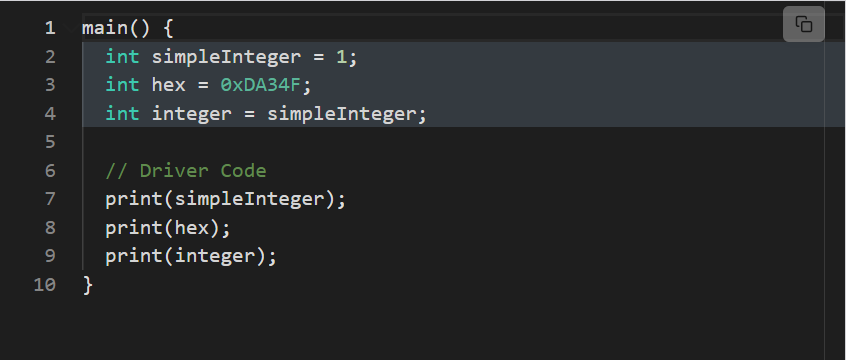 1 main() {
2   int simpleInteger = 1;
3   int hex = 0xDA34F;
4   int integer = simpleInteger;
5
6   // Driver Code
7   print(simpleInteger);
8   print(hex);
9   print(integer);
10 }